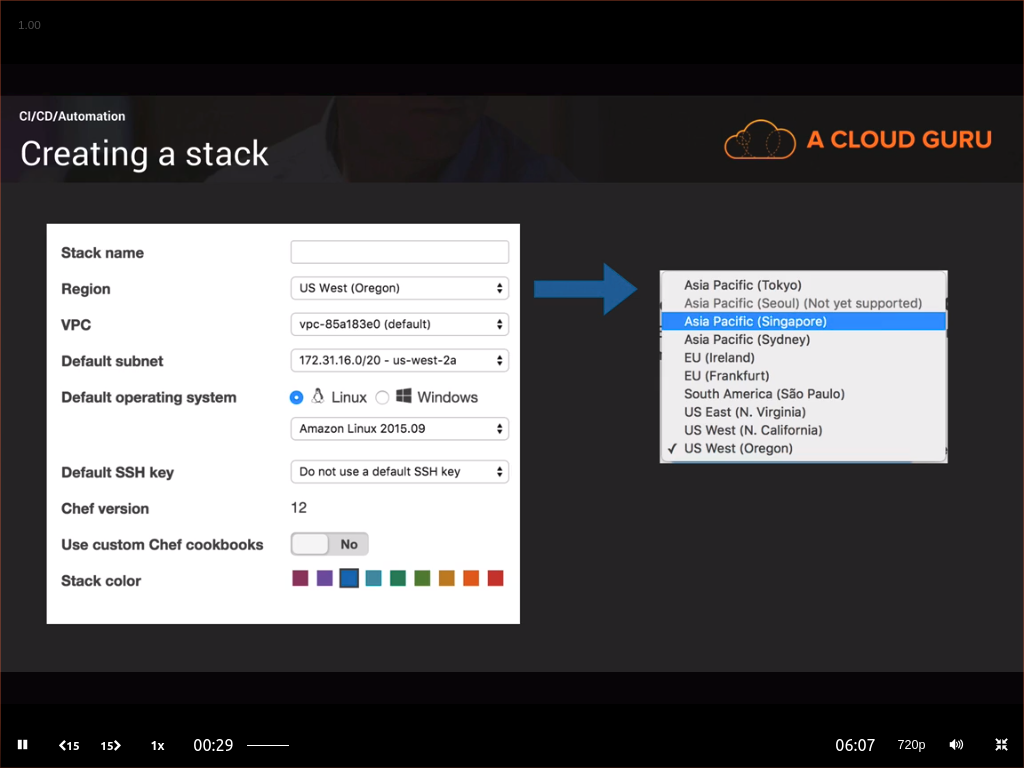 1.00
CI/CD/Automation
Creating a stack
A CLOUD GURU
Stack name
Region US West (Oregon)
VPC vpc-85a183e0 (default)
Default subnet 172.31.16.0/20 - us-west-2a
Default operating system Linux Windows
Amazon Linux 2015.09
Default SSH key Do not use a default SSH key
Chef version 12
Use custom Chef cookbooks No
Stack color
Asia Pacific (Tokyo)
Asia Pacific (Seoul) (Not yet supported)
Asia Pacific (Singapore)
Asia Pacific (Sydney)
EU (Ireland)
EU (Frankfurt)
South America (São Paulo)
US East (N. Virginia)
US West (N. California)
✓ US West (Oregon)
15 15 1x 00:29 06:07 720p